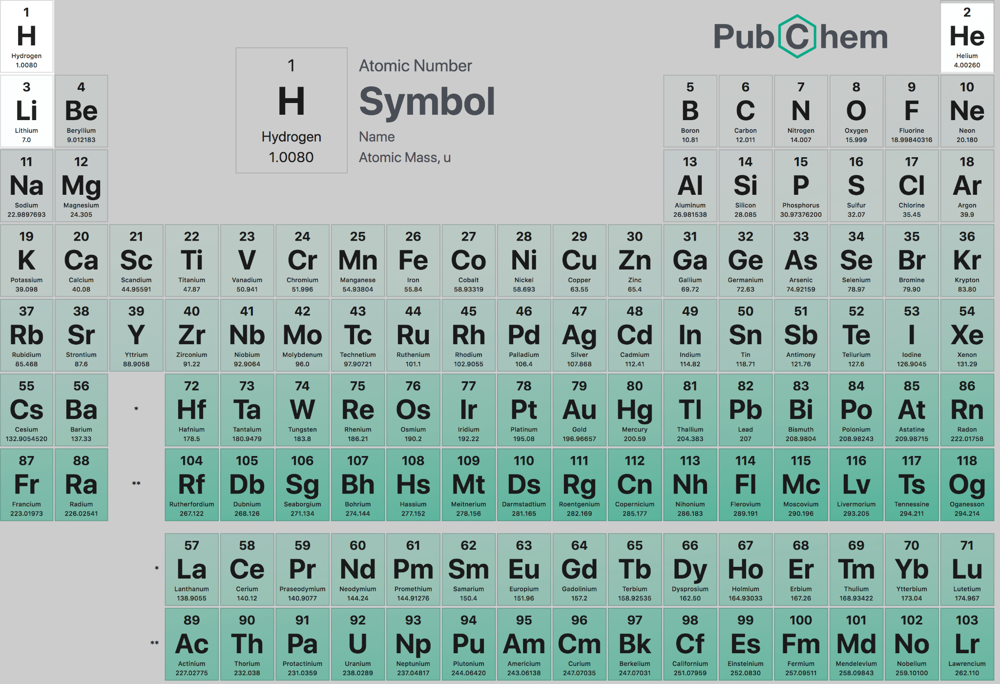 1
H
Hydrogen
1.0080
PubChem
2
He
Helium
4.00260
1 Atomic Number
H Symbol
Hydrogen Name
1.0080 Atomic Mass, u
3 4 5 6 7 8 9 10
Li Be B C N O F Ne
Lithium Beryllium Boron Carbon Nitrogen Oxygen Fluorine Neon
7.0 9.012183 10.81 12.011 14.007 15.999 18.99840316 20.180
11 12 13 14 15 16 17 18
Na Mg Al Si P S Cl Ar
Sodium Magnesium Aluminum Silicon Phosphorus Sulfur Chlorine Argon
22.9897693 24.305 26.981538 28.085 30.97376200 32.07 35.45 39.9
19 20 21 22 23 24 25 26 27 28 29 30 31 32 33 34 35 36
K Ca Sc Ti V Cr Mn Fe Co Ni Cu Zn Ga Ge As Se Br Kr
Potassium Calcium Scandium Titanium Vanadium Chromium Manganese Iron Cobalt Nickel Copper Zinc Gallium Germanium Arsenic Selenium Bromine Krypton
39.098 40.08 44.95591 47.87 50.941 51.996 54.93804 55.84 58.93319 58.693 63.55 65.4 69.72 72.63 74.92159 78.97 79.90 83.80
37 38 39 40 41 42 43 44 45 46 47 48 49 50 51 52 53 54
Rb Sr Y Zr Nb Mo Tc Ru Rh Pd Ag Cd In Sn Sb Te I Xe
Rubidium Strontium Yttrium Zirconium Niobium Molybdenum Technetium Ruthenium Rhodium Palladium Silver Cadmium Indium Tin Antimony Tellurium Iodine Xenon
85.468 87.6 88.9058 91.22 92.9064 96.0 97.90721 101.1 102.9055 106.4 107.868 112.41 114.82 118.71 121.76 127.6 126.9045 131.29
55 56 72 73 74 75 76 77 78 79 80 81 82 83 84 85 86
Cs Ba * Hf Ta W Re Os Ir Pt Au Hg Tl Pb Bi Po At Rn
Cesium Barium Hafnium Tantalum Tungsten Rhenium Osmium Iridium Platinum Gold Mercury Thallium Lead Bismuth Polonium Astatine Radon
132.9054520 137.33 178.5 180.9479 183.8 186.21 190.2 192.22 195.08 196.96657 200.59 204.383 207 208.9804 208.98243 209.98715 222.01758
87 88 104 105 106 107 108 109 110 111 112 113 114 115 116 117 118
Fr Ra ** Rf Db Sg Bh Hs Mt Ds Rg Cn Nh Fl Mc Lv Ts Og
Francium Radium Rutherfordium Dubnium Seaborgium Bohrium Hassium Meitnerium Darmstadtium Roentgenium Copernicium Nihonium Flerovium Moscovium Livermorium Tennessine Oganesson
223.01973 226.02541 267.122 268.126 271.134 274.144 277.152 278.156 281.165 282.169 285.177 286.183 289.191 290.196 293.205 294.211 294.214
57 58 59 60 61 62 63 64 65 66 67 68 69 70 71
* La Ce Pr Nd Pm Sm Eu Gd Tb Dy Ho Er Tm Yb Lu
Lanthanum Cerium Praseodymium Neodymium Promethium Samarium Europium Gadolinium Terbium Dysprosium Holmium Erbium Thulium Ytterbium Lutetium
138.9055 140.12 140.9077 144.24 144.91276 150.4 151.96 157.2 158.92535 162.50 164.93033 167.26 168.93422 173.04 174.967
89 90 91 92 93 94 95 96 97 98 99 100 101 102 103
** Ac Th Pa U Np Pu Am Cm Bk Cf Es Fm Md No Lr
Actinium Thorium Protactinium Uranium Neptunium Plutonium Americium Curium Berkelium Californium Einsteinium Fermium Mendelevium Nobelium Lawrencium
227.02775 232.038 231.0359 238.0289 237.04817 244.06420 243.06138 247.07035 247.07031 251.07959 252.0830 257.09511 258.09843 259.10100 262.110